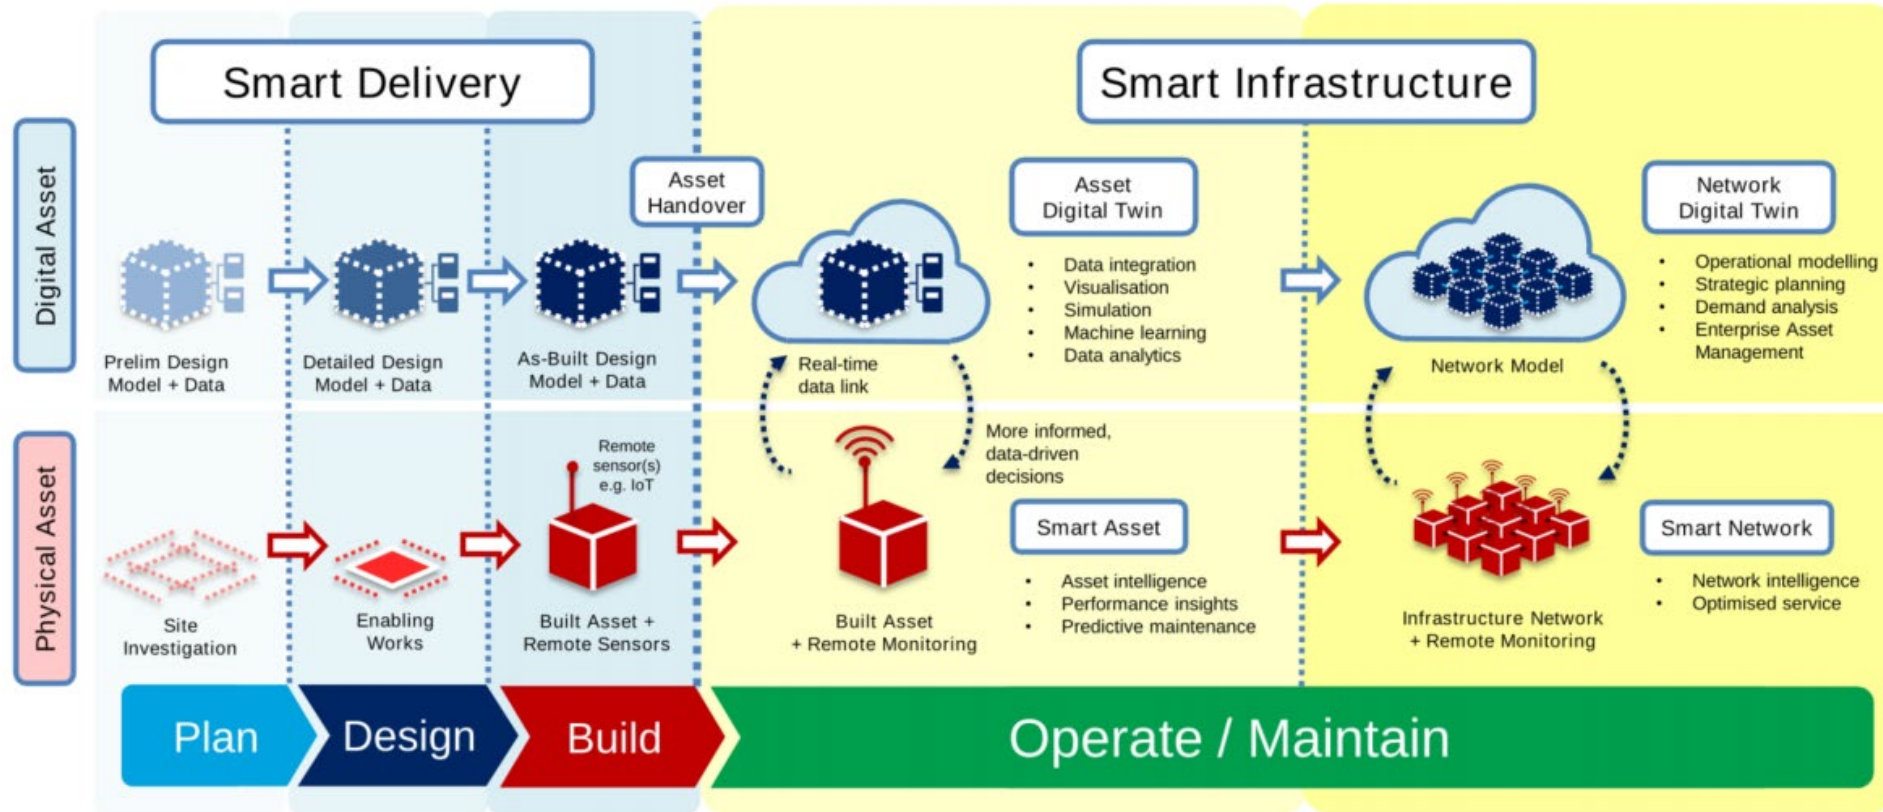 Smart Delivery
Smart Infrastructure
Digital Asset
Asset
Handover
Asset
Digital Twin
Network
Digital Twin
• Data integration
• Visualisation
• Simulation
• Machine learning
• Data analytics
• Operational modelling
• Strategic planning
• Demand analysis
• Enterprise Asset
Management
Prelim Design
Model + Data
Detailed Design
Model + Data
As-Built Design
Model + Data
Real-time
data link
Network Model
Physical Asset
Remote
sensor(s)
e.g. IoT
More informed,
data-driven
decisions
Smart Asset
• Asset intelligence
• Performance insights
• Predictive maintenance
Smart Network
• Network intelligence
• Optimised service
Site
Investigation
Enabling
Works
Built Asset +
Remote Sensors
Built Asset
+ Remote Monitoring
Infrastructure Network
+ Remote Monitoring
Plan
Design
Build
Operate / Maintain